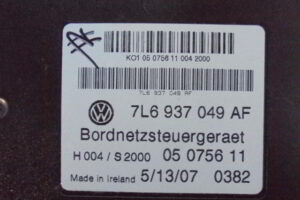 KO1 05 0756 11 004 2000
7L6 937 049 AF
7L6 937 049 AF
Bordnetzsteuergeraet
H 004 / S 2000 05 0756 11
Made in Ireland 5/13/07 0382